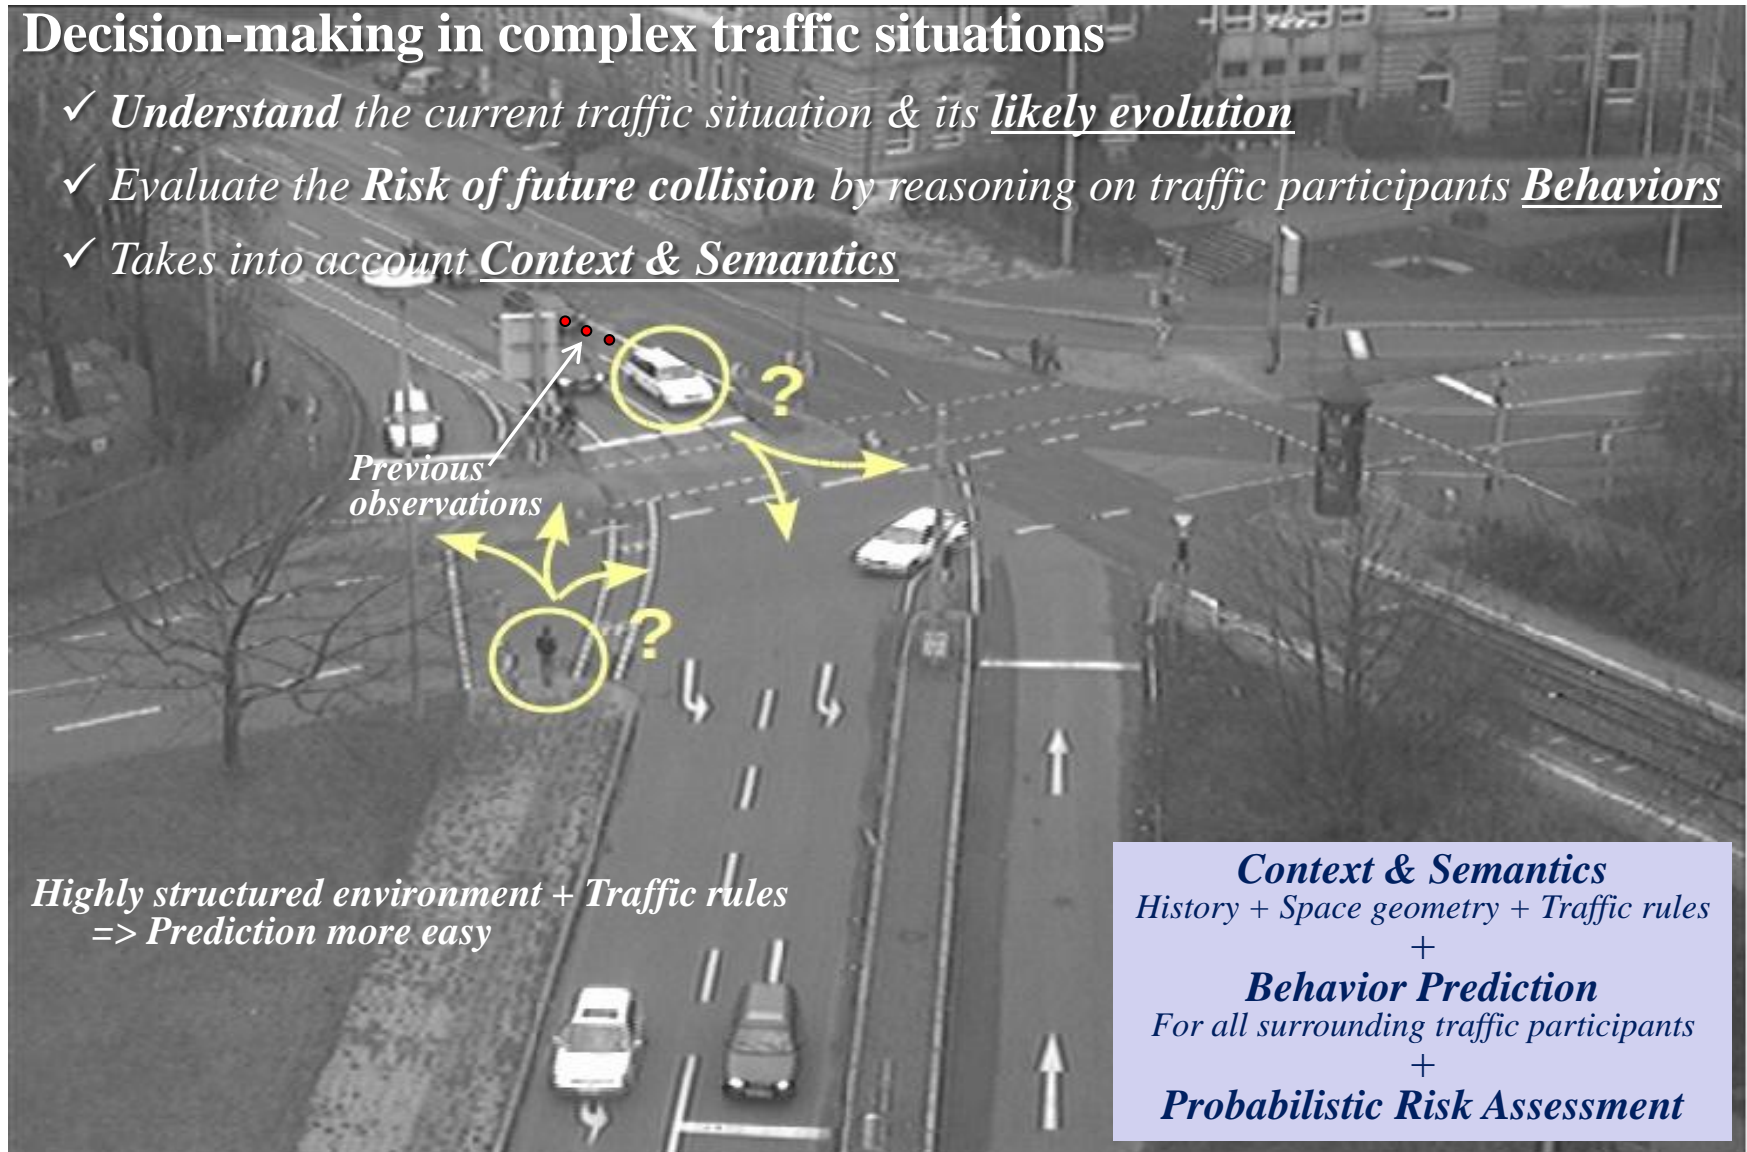 Decision-making in complex traffic situations
✓ Understand the current traffic situation & its likely evolution
✓ Evaluate the Risk of future collision by reasoning on traffic participants Behaviors
✓ Takes into account Context & Semantics
?
Previous
observations
?
Highly structured environment + Traffic rules
=> Prediction more easy
Context & Semantics
History + Space geometry + Traffic rules
+
Behavior Prediction
For all surrounding traffic participants
+
Probabilistic Risk Assessment